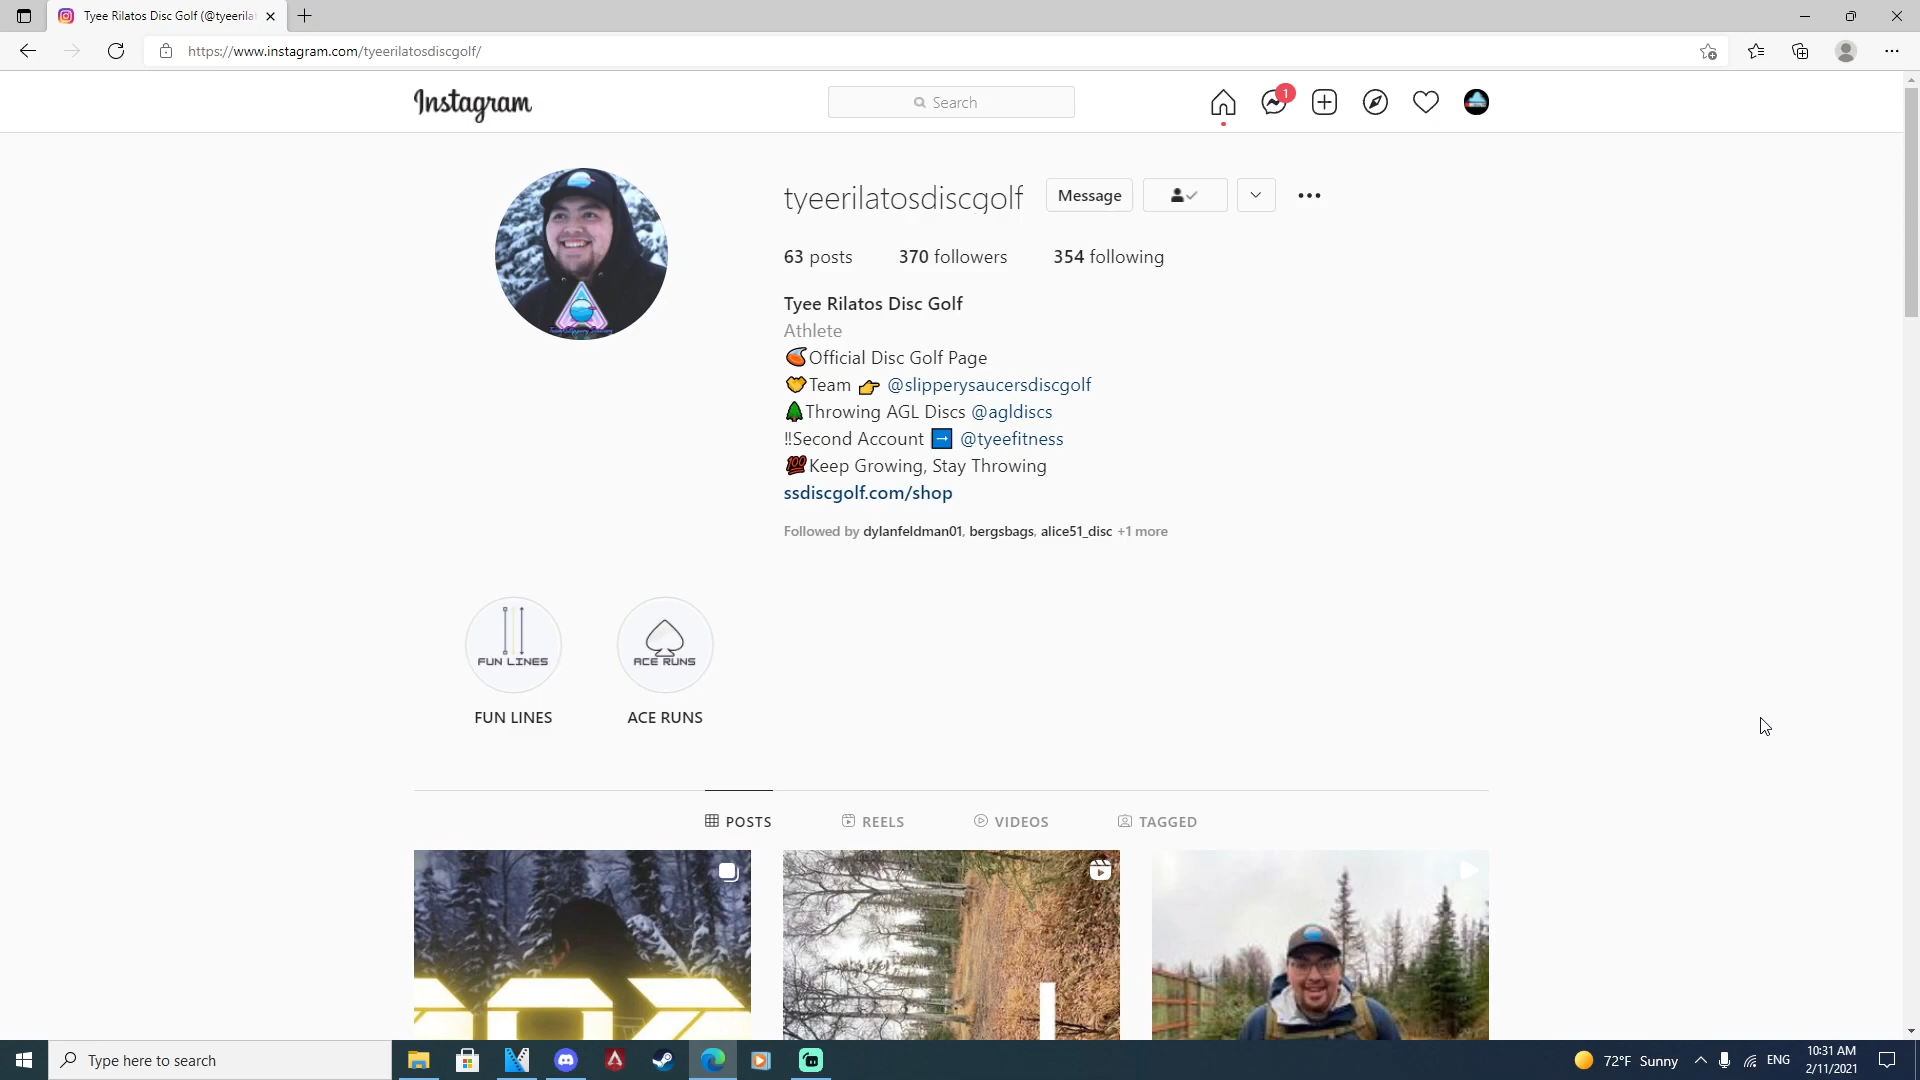 Tyee Rilatos Disc Golf (@tyeerila
https://www.instagram.com/tyeerilatosdiscgolf/
Instagram
Search
1
tyeerilatosdiscgolf
Message
63 posts 370 followers 354 following
Tyee Rilatos Disc Golf
Athlete
Official Disc Golf Page
Team 👉 @slipperysaucersdiscgolf
🌲Throwing AGL Discs @agldiscs
‼Second Account ➡ @tyeefitness
💯Keep Growing, Stay Throwing
ssdiscgolf.com/shop
Followed by dylanfeldman01, bergsbags, alice51_disc +1 more
FUN LINES
ACE RUNS
FUN LINES
ACE RUNS
POSTS
REELS
VIDEOS
TAGGED
Type here to search
72°F Sunny
ENG
10:31 AM
2/11/2021